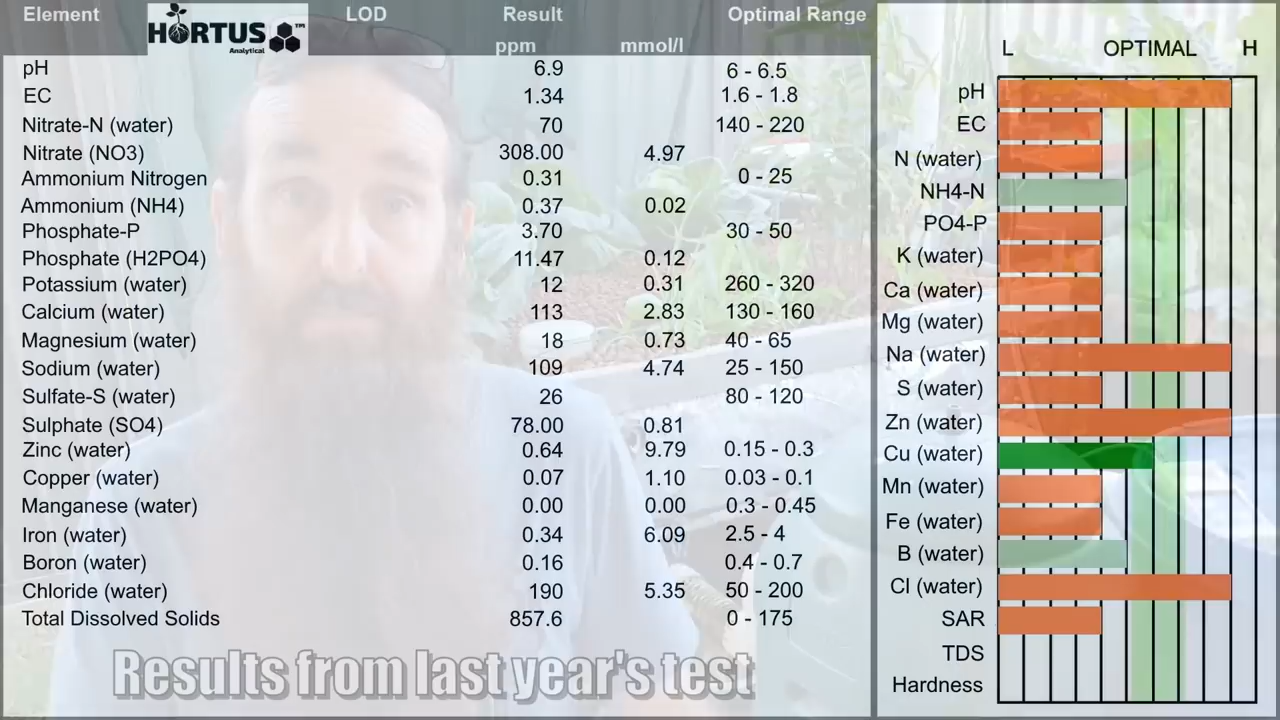 Element HORTUS™ Analytical LOD Result Optimal Range
ppm mmol/l
pH 6.9 6 - 6.5
EC 1.34 1.6 - 1.8
Nitrate-N (water) 70 140 - 220
Nitrate (NO3) 308.00 4.97
Ammonium Nitrogen 0.31 0 - 25
Ammonium (NH4) 0.37 0.02
Phosphate-P 3.70 30 - 50
Phosphate (H2PO4) 11.47 0.12
Potassium (water) 12 0.31 260 - 320
Calcium (water) 113 2.83 130 - 160
Magnesium (water) 18 0.73 40 - 65
Sodium (water) 109 4.74 25 - 150
Sulfate-S (water) 26 80 - 120
Sulphate (SO4) 78.00 0.81
Zinc (water) 0.64 9.79 0.15 - 0.3
Copper (water) 0.07 1.10 0.03 - 0.1
Manganese (water) 0.00 0.00 0.3 - 0.45
Iron (water) 0.34 6.09 2.5 - 4
Boron (water) 0.16 0.4 - 0.7
Chloride (water) 190 5.35 50 - 200
Total Dissolved Solids 857.6 0 - 175
Results from last year's test
L OPTIMAL H
pH
EC
N (water)
NH4-N
PO4-P
K (water)
Ca (water)
Mg (water)
Na (water)
S (water)
Zn (water)
Cu (water)
Mn (water)
Fe (water)
B (water)
Cl (water)
SAR
TDS
Hardness